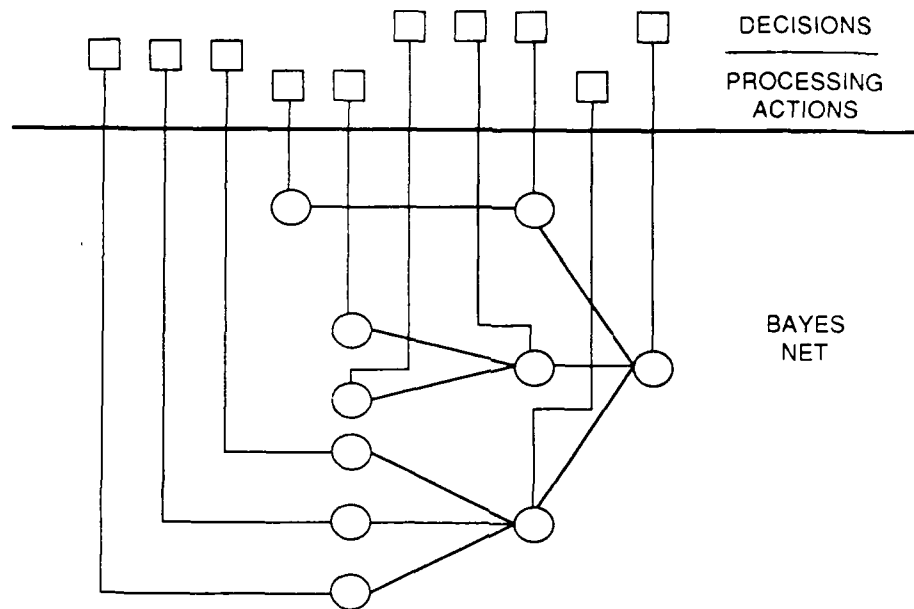 DECISIONS
PROCESSING
ACTIONS
BAYES
NET